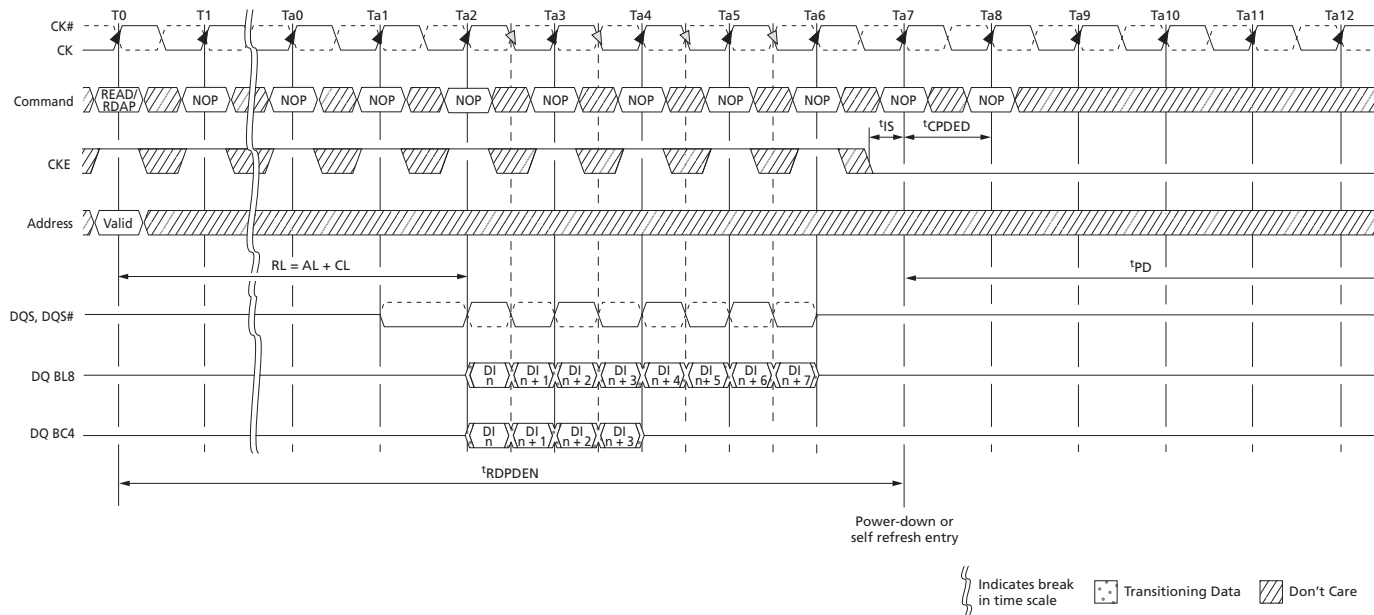 T0 T1 Ta0 Ta1 Ta2 Ta3 Ta4 Ta5 Ta6 Ta7 Ta8 Ta9 Ta10 Ta11 Ta12
CK#
CK
Command READ/ RDAP NOP NOP NOP NOP NOP NOP NOP NOP NOP NOP
tIS tCPDED
CKE
Address Valid
RL = AL + CL tPD
DQS, DQS#
DQ BL8 DI n DI n + 1 DI n + 2 DI n + 3 DI n + 4 DI n+ 5 DI n + 6 DI n + 7
DQ BC4 DI n DI n + 1 DI n + 2 DI n + 3
tRDPDEN
Power-down or
self refresh entry
Indicates break
in time scale
Transitioning Data
Don't Care